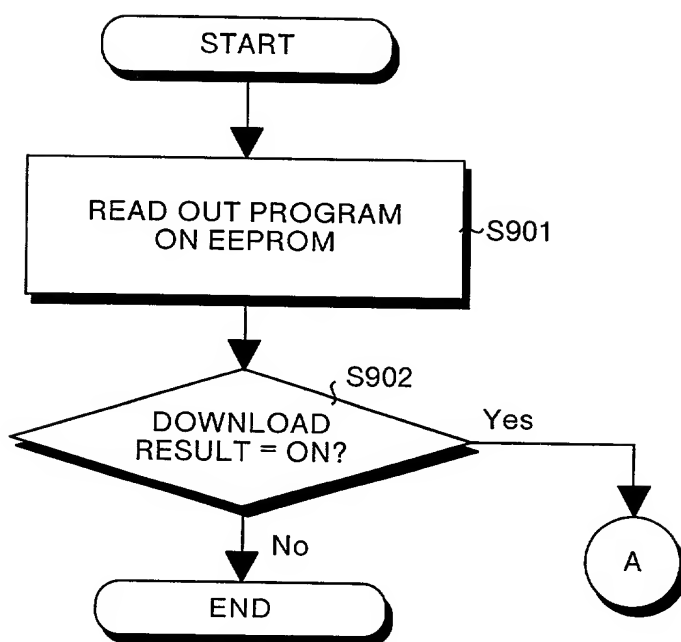 START
READ OUT PROGRAM
ON EEPROM
S901
S902
DOWNLOAD
RESULT = ON?
Yes
No
A
END